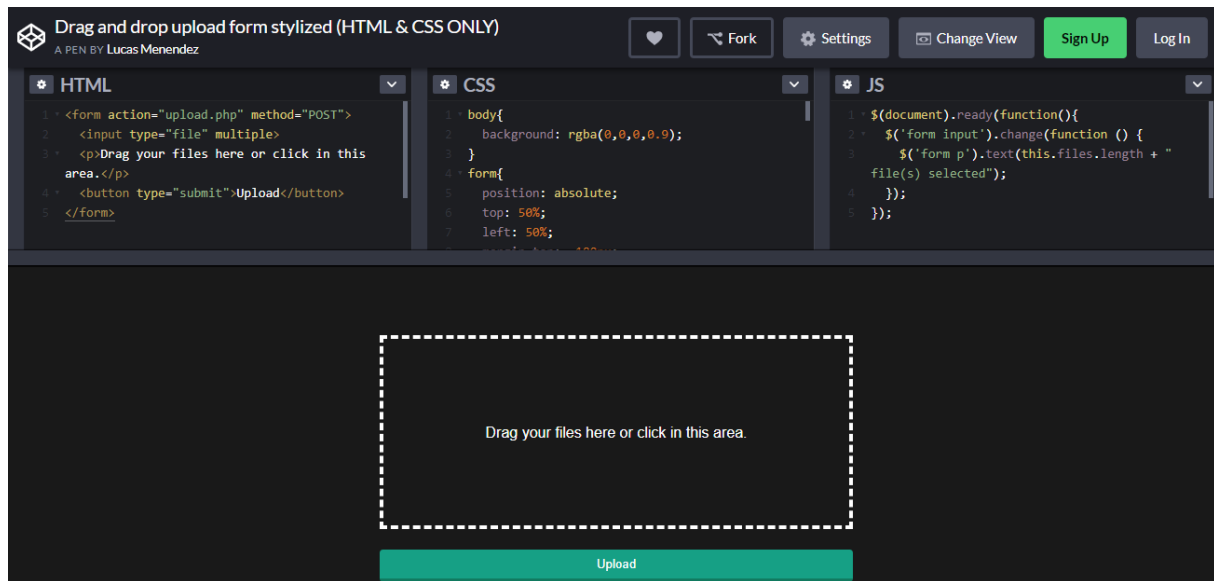 Drag and drop upload form stylized (HTML & CSS ONLY)
A PEN BY Lucas Menendez
Fork
Settings
Change View
Sign Up
Log In
HTML
1 <form action="upload.php" method="POST">
2 <input type="file" multiple>
3 <p>Drag your files here or click in this
area.</p>
4 <button type="submit">Upload</button>
5 </form>
CSS
1 body{
2 background: rgba(0,0,0,0.9);
3 }
4 form{
5 position: absolute;
6 top: 50%;
7 left: 50%;
JS
1 $(document).ready(function(){
2 $('form input').change(function () {
3 $('form p').text(this.files.length + "
file(s) selected");
4 });
5 });
Drag your files here or click in this area.
Upload